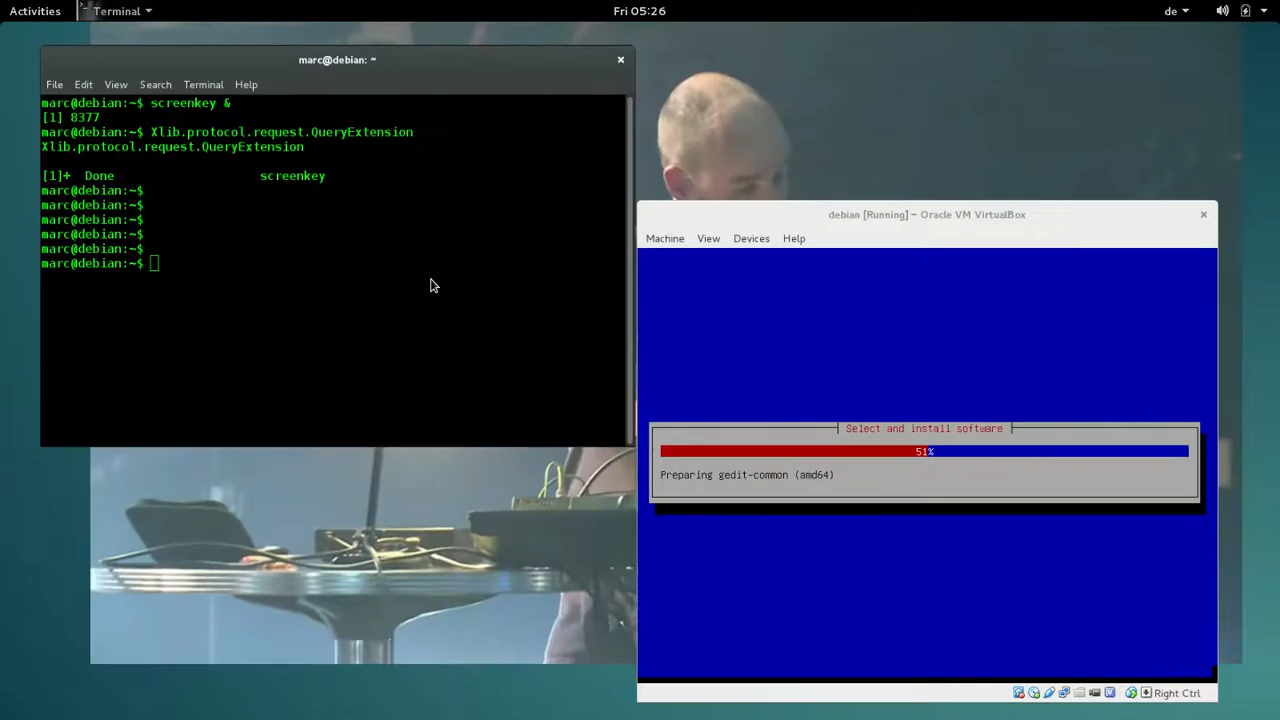 Activities
Terminal
Fri 05:26
de
marc@debian: ~
File Edit View Search Terminal Help
marc@debian:~$ screenkey &
[1] 8377
marc@debian:~$ Xlib.protocol.request.QueryExtension
Xlib.protocol.request.QueryExtension
[1]+ Done screenkey
marc@debian:~$
marc@debian:~$
marc@debian:~$
marc@debian:~$
marc@debian:~$
marc@debian:~$
debian [Running] – Oracle VM VirtualBox
Machine View Devices Help
Select and install software
51%
Preparing gedit-common (amd64)
Right Ctrl